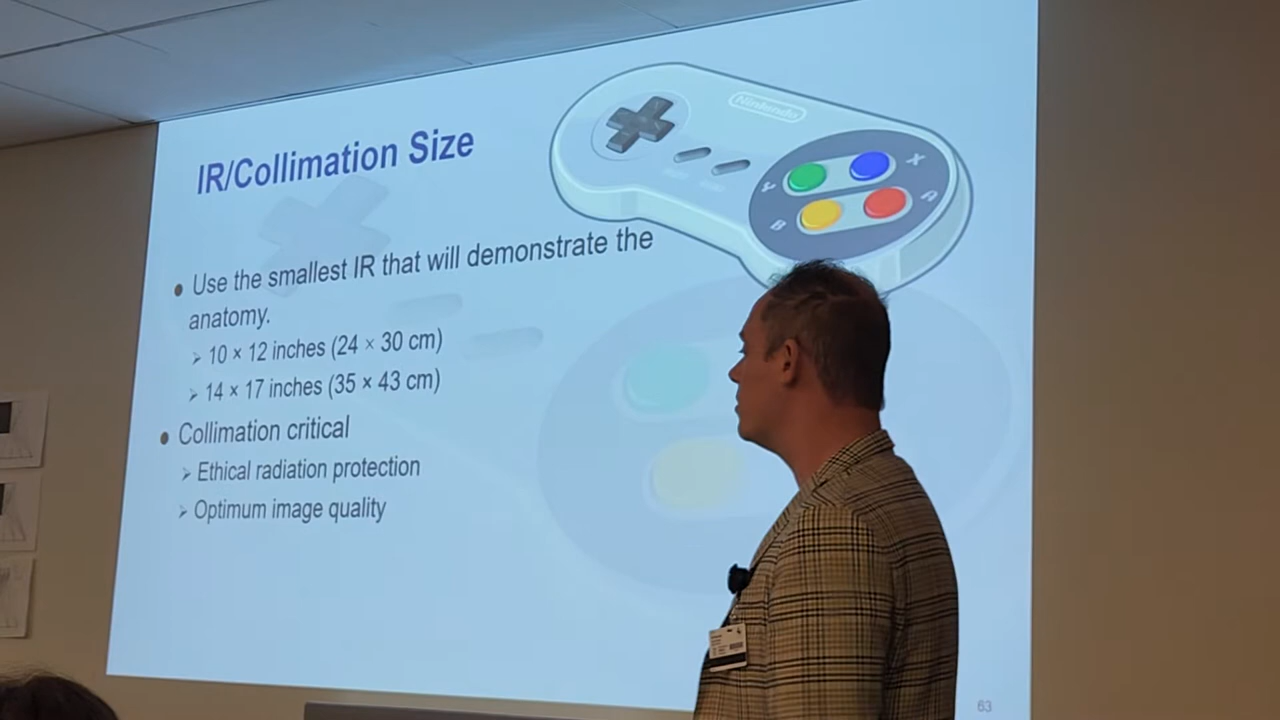 IR/Collimation Size
Nintendo
Y
X
B
A
Use the smallest IR that will demonstrate the
anatomy.
10 × 12 inches (24 × 30 cm)
14 × 17 inches (35 × 43 cm)
Collimation critical
Ethical radiation protection
Optimum image quality
63